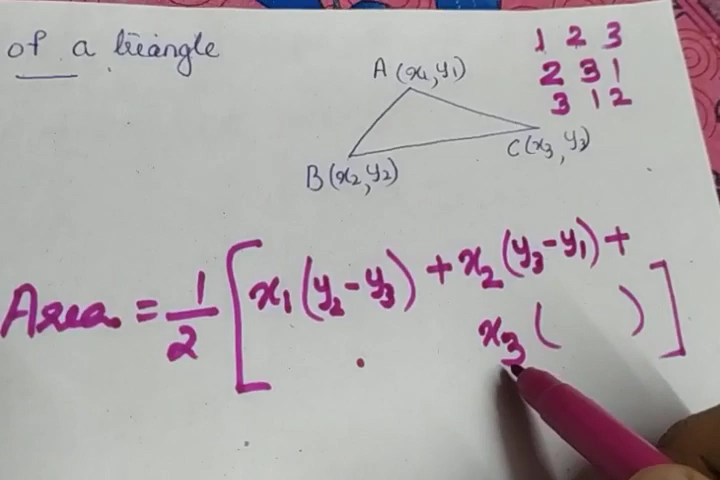 of a triangle
1 2 3
2 3 1
3 1 2
A (x₁, y₁)
B (x₂, y₂)
C (x₃, y₃)
Area = 1/2 [ x₁ (y₂ - y₃) + x₂ (y₃ - y₁) +
x₃ ( ) ]